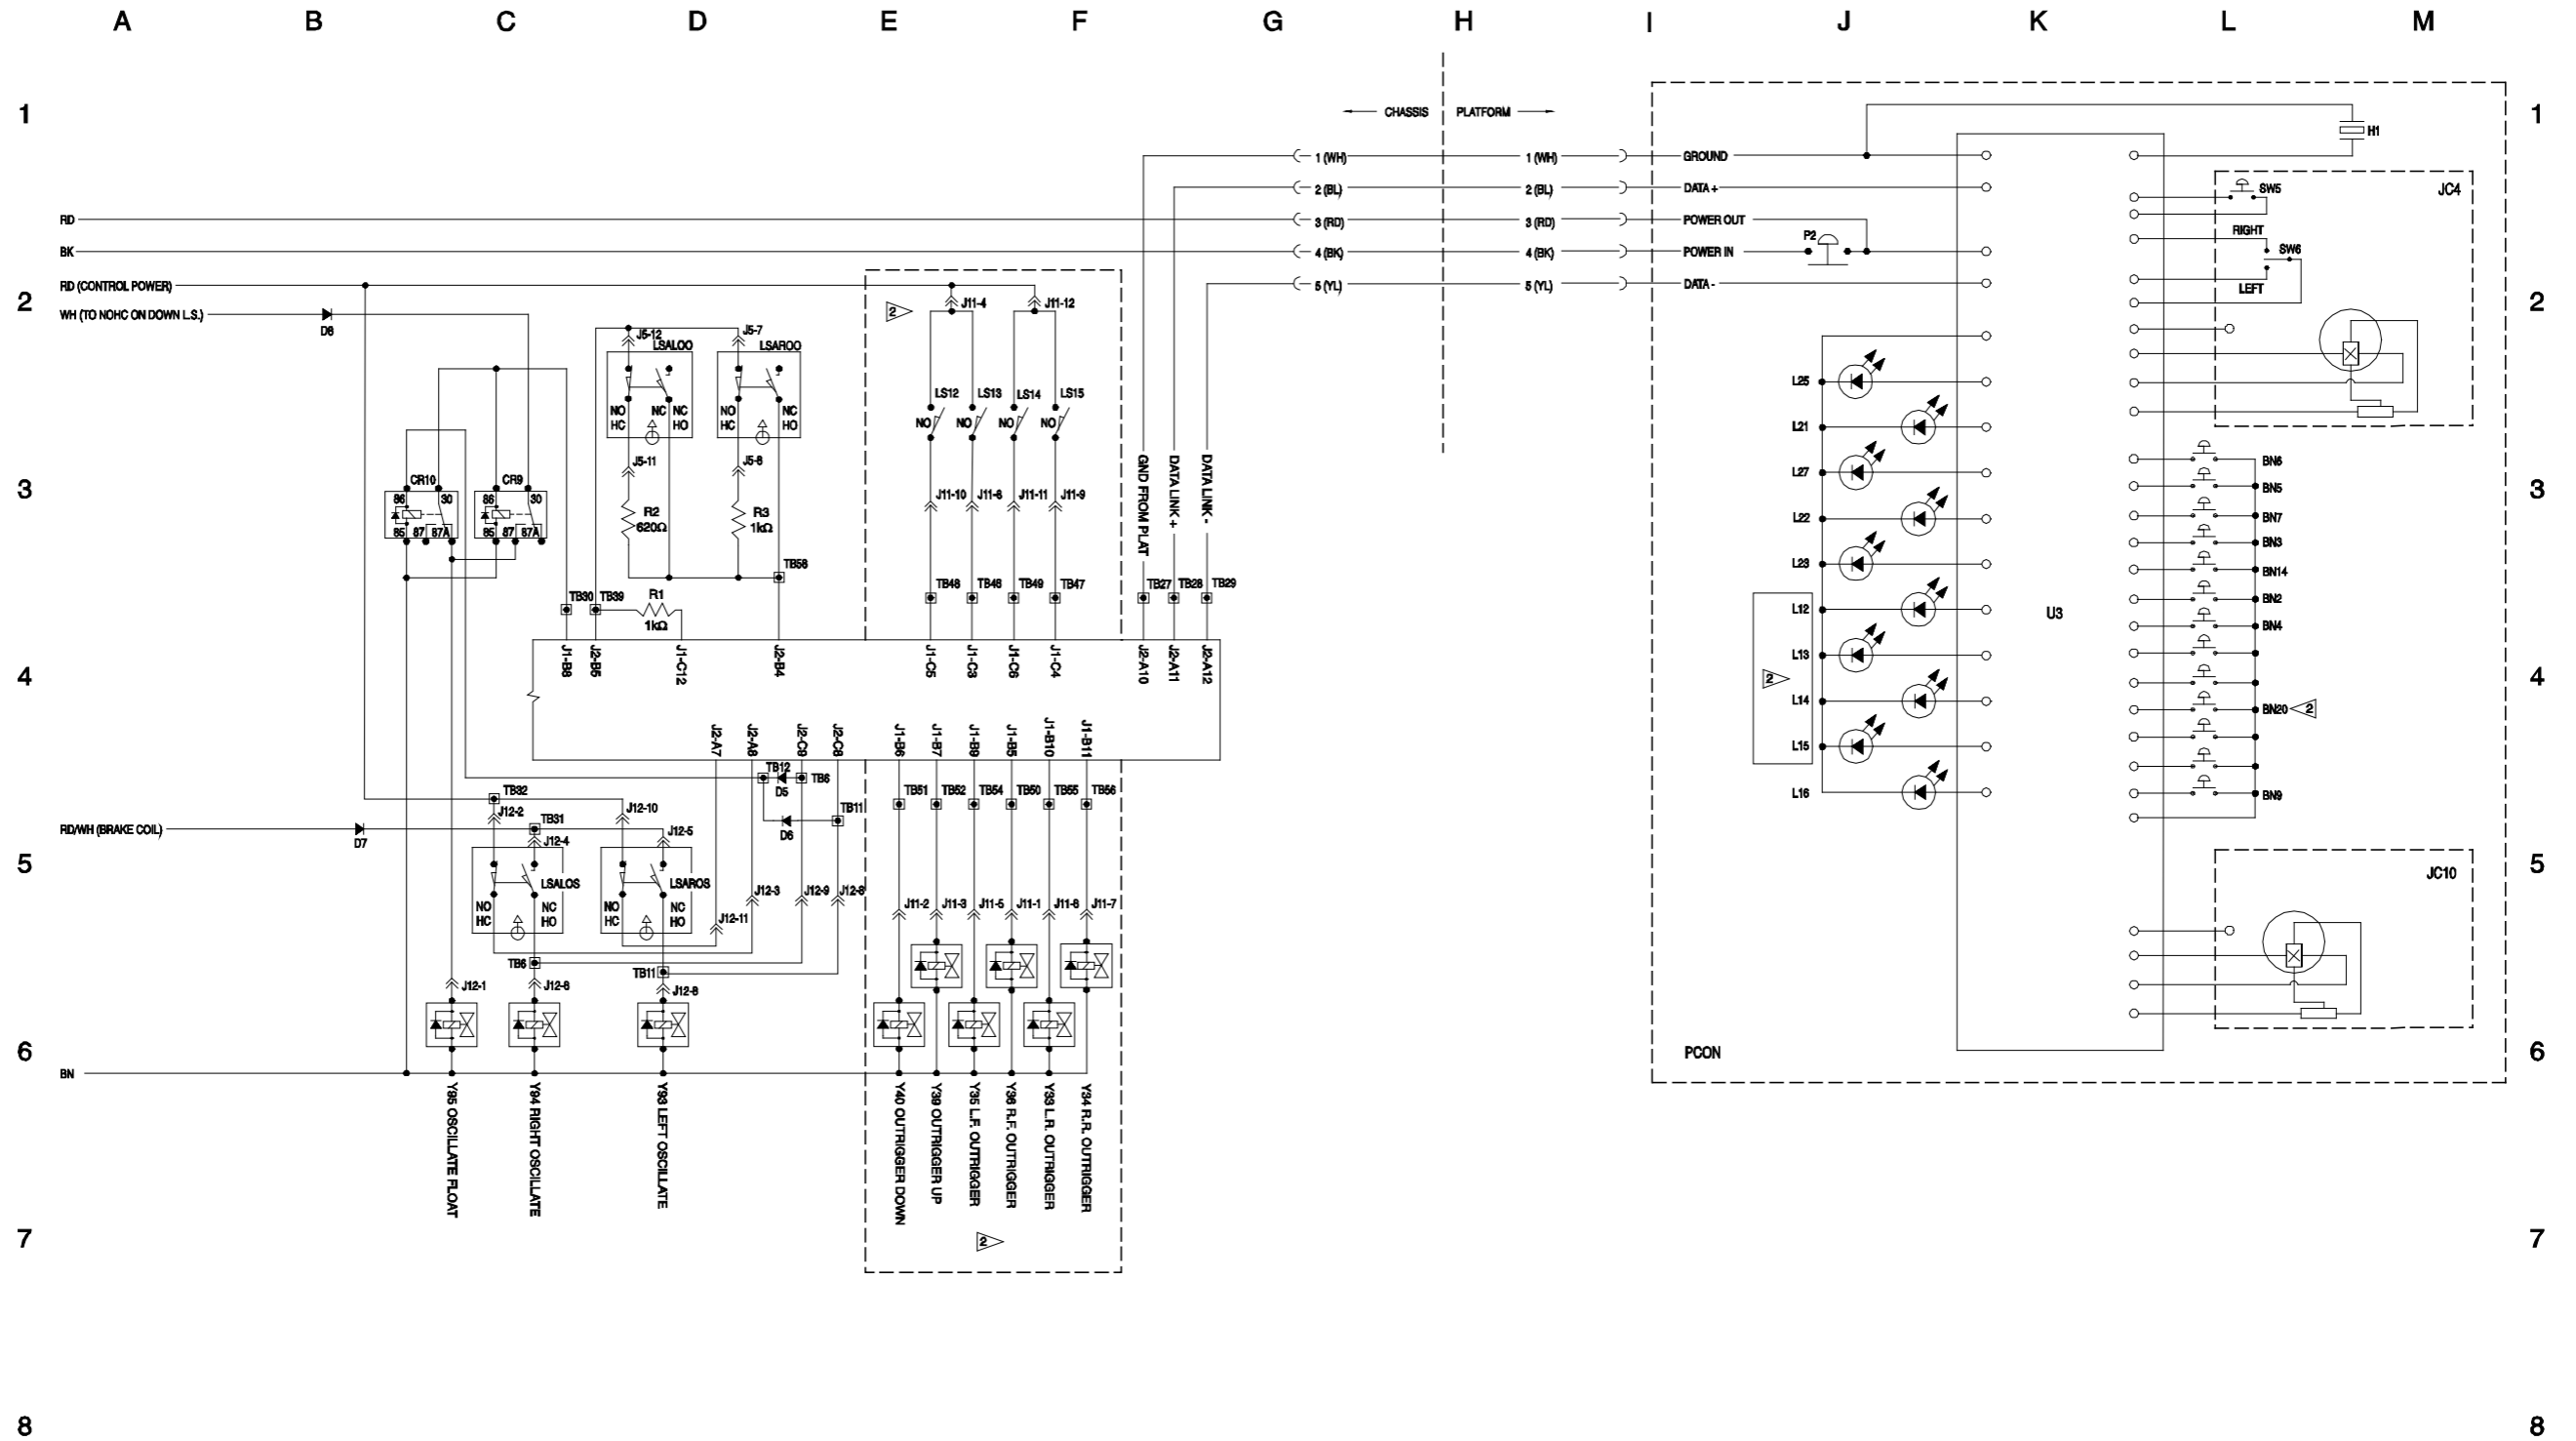 A B C D E F G H I J K L M
1 1
CHASSIS PLATFORM
H1
1 (WH) 1 (WH) GROUND
2 (BL) 2 (BL) DATA +
SW5 JC4
RD 3 (RD) 3 (RD) POWER OUT
RIGHT
P2
SW6
BK 4 (BK) 4 (BK) POWER IN
RD (CONTROL POWER) 5 (YL) 5 (YL) DATA -
LEFT
2 2
J11-4 J11-12
2
WH (TO NOHC ON DOWN L.S.)
D8
J5-12 J5-7
LSALOO LSAROO
L25
LS12 LS13 LS14 LS15
NO NC NC NO NC
HC HO HC HO
NO NO NO NO
L21
J5-11 J5-8
BN6
L27
CR10 CR9
3 3
86 30 86 30
BN5
J11-10 J11-8 J11-11 J11-9
GND FROM PLAT
DATA LINK +
DATA LINK -
R2
620Ω
R3
1kΩ
L22
BN7
85 87 87A 85 87 87A
BN3
TB58
L23
BN14
TB48 TB46 TB49 TB47 TB27 TB28 TB29
TB30 TB39 R1
1kΩ
L12
U3
BN2
BN4
J1-B8 J2-B5 J1-C12 J2-B4 J1-C5 J1-C3 J1-C6 J1-C4 J2-A10 J2-A11 J2-A12
L13
4 4
2
L14
BN20 2
J2-A7 J2-A8 J2-C9 J2-C8 J1-B6 J1-B7 J1-B9 J1-B5 J1-B10 J1-B11
L15
TB12 TB6
D5
TB32
TB51 TB52 TB54 TB50 TB55 TB56
L16
BN9
J12-2 J12-10 TB11
RD/WH (BRAKE COIL)
D7
TB31
J12-4
J12-5
D6
5 5
JC10
LSALOS LSAROS
J12-3 J12-9 J12-8
NO NC NO NC
HC HO HC HO
J12-11
J11-2 J11-3 J11-5 J11-1 J11-6 J11-7
TB6 TB11
J12-1 J12-6 J12-8
6 6
PCON
BN
Y95 OSCILLATE FLOAT
Y94 RIGHT OSCILLATE
Y93 LEFT OSCILLATE
Y40 OUTRIGGER DOWN
Y39 OUTRIGGER UP
Y35 L.F. OUTRIGGER
Y36 R.F. OUTRIGGER
Y33 L.R. OUTRIGGER
Y34 R.R. OUTRIGGER
7 7
2
8 8